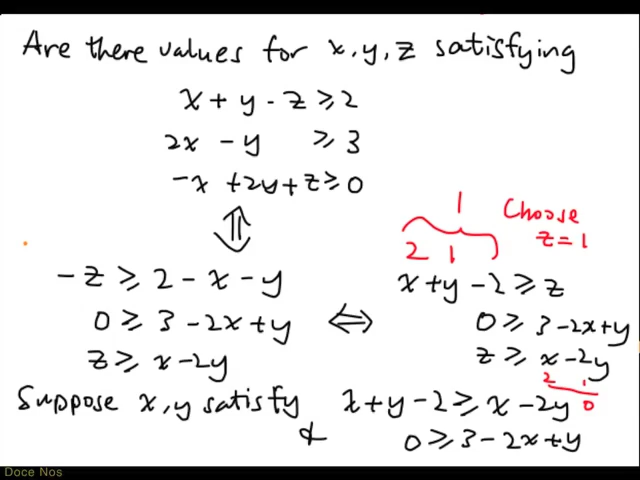 Are there values for x, y, z satisfying
x + y - z ≥ 2
2x - y ≥ 3
-x + 2y + z ≥ 0
1
Choose
z = 1
⇕
2 1
-z ≥ 2 - x - y
x + y - 2 ≥ z
0 ≥ 3 - 2x + y ⇔ 0 ≥ 3 - 2x + y
z ≥ x - 2y
z ≥ x - 2y
2 1
0
Suppose x, y satisfy x + y - 2 ≥ x - 2y
& 0 ≥ 3 - 2x + y
Doce Nos